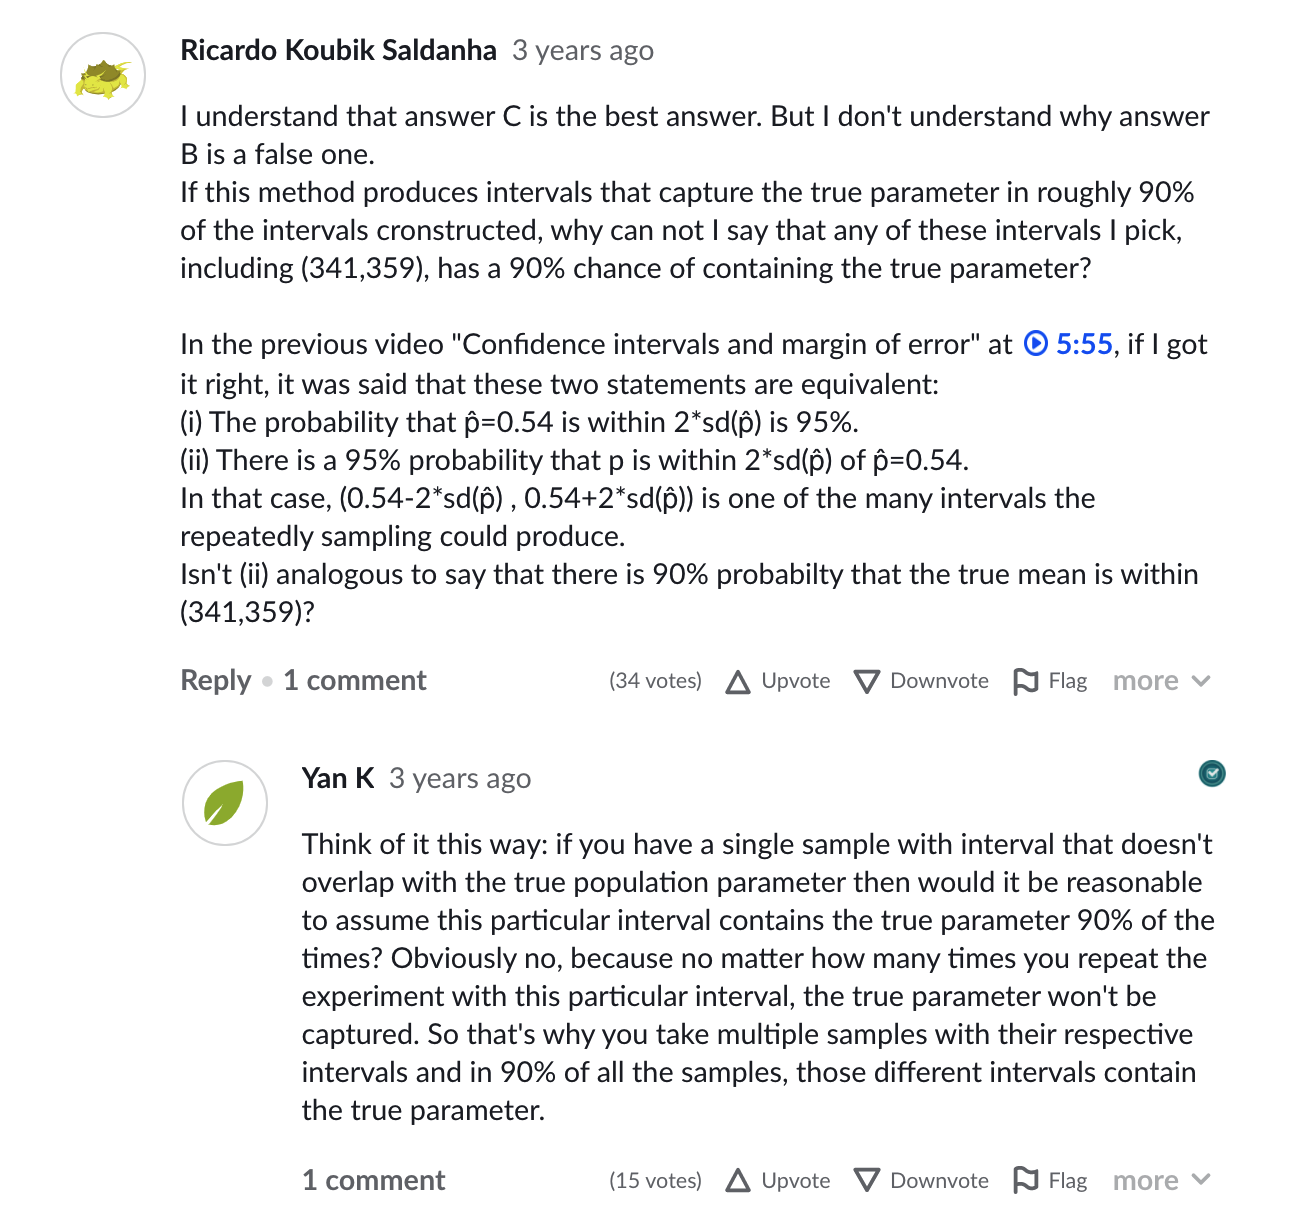 Ricardo Koubik Saldanha 3 years ago
I understand that answer C is the best answer. But I don't understand why answer
B is a false one.
If this method produces intervals that capture the true parameter in roughly 90%
of the intervals cronstructed, why can not I say that any of these intervals I pick,
including (341,359), has a 90% chance of containing the true parameter?
In the previous video "Confidence intervals and margin of error" at 5:55, if I got
it right, it was said that these two statements are equivalent:
(i) The probability that p̂=0.54 is within 2*sd(p̂) is 95%.
(ii) There is a 95% probability that p is within 2*sd(p̂) of p̂=0.54.
In that case, (0.54-2*sd(p̂) , 0.54+2*sd(p̂)) is one of the many intervals the
repeatedly sampling could produce.
Isn't (ii) analogous to say that there is 90% probabilty that the true mean is within
(341,359)?
Reply • 1 comment (34 votes) Upvote Downvote Flag more
Yan K 3 years ago
Think of it this way: if you have a single sample with interval that doesn't
overlap with the true population parameter then would it be reasonable
to assume this particular interval contains the true parameter 90% of the
times? Obviously no, because no matter how many times you repeat the
experiment with this particular interval, the true parameter won't be
captured. So that's why you take multiple samples with their respective
intervals and in 90% of all the samples, those different intervals contain
the true parameter.
1 comment (15 votes) Upvote Downvote Flag more